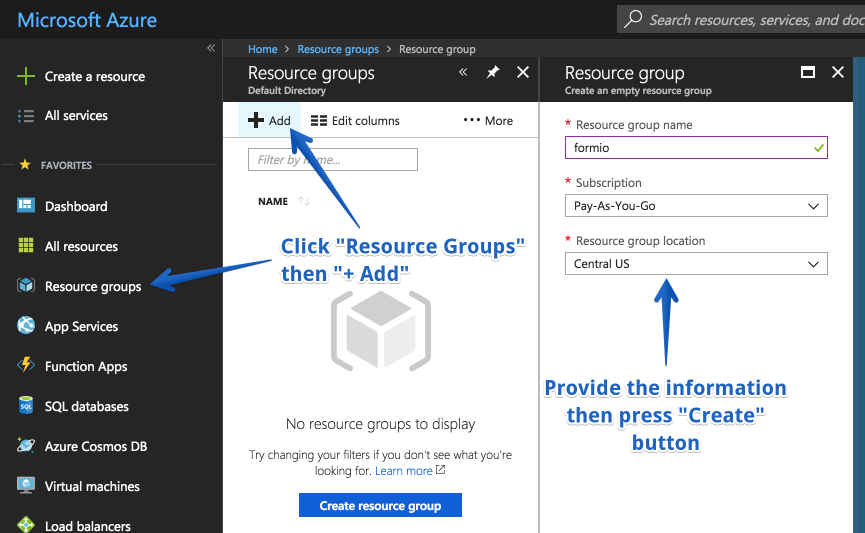 Microsoft Azure
Search resources, services, and doc
Create a resource
All services
FAVORITES
Dashboard
All resources
Resource groups
App Services
Function Apps
SQL databases
Azure Cosmos DB
Virtual machines
Load balancers
Home > Resource groups > Resource group
Resource groups
Default Directory
Add Edit columns More
Filter by name...
NAME
Click "Resource Groups"
then "+ Add"
No resource groups to display
Try changing your filters if you don't see what you're
looking for. Learn more
Create resource group
Resource group
Create an empty resource group
* Resource group name
formio
* Subscription
Pay-As-You-Go
* Resource group location
Central US
Provide the information
then press "Create"
button